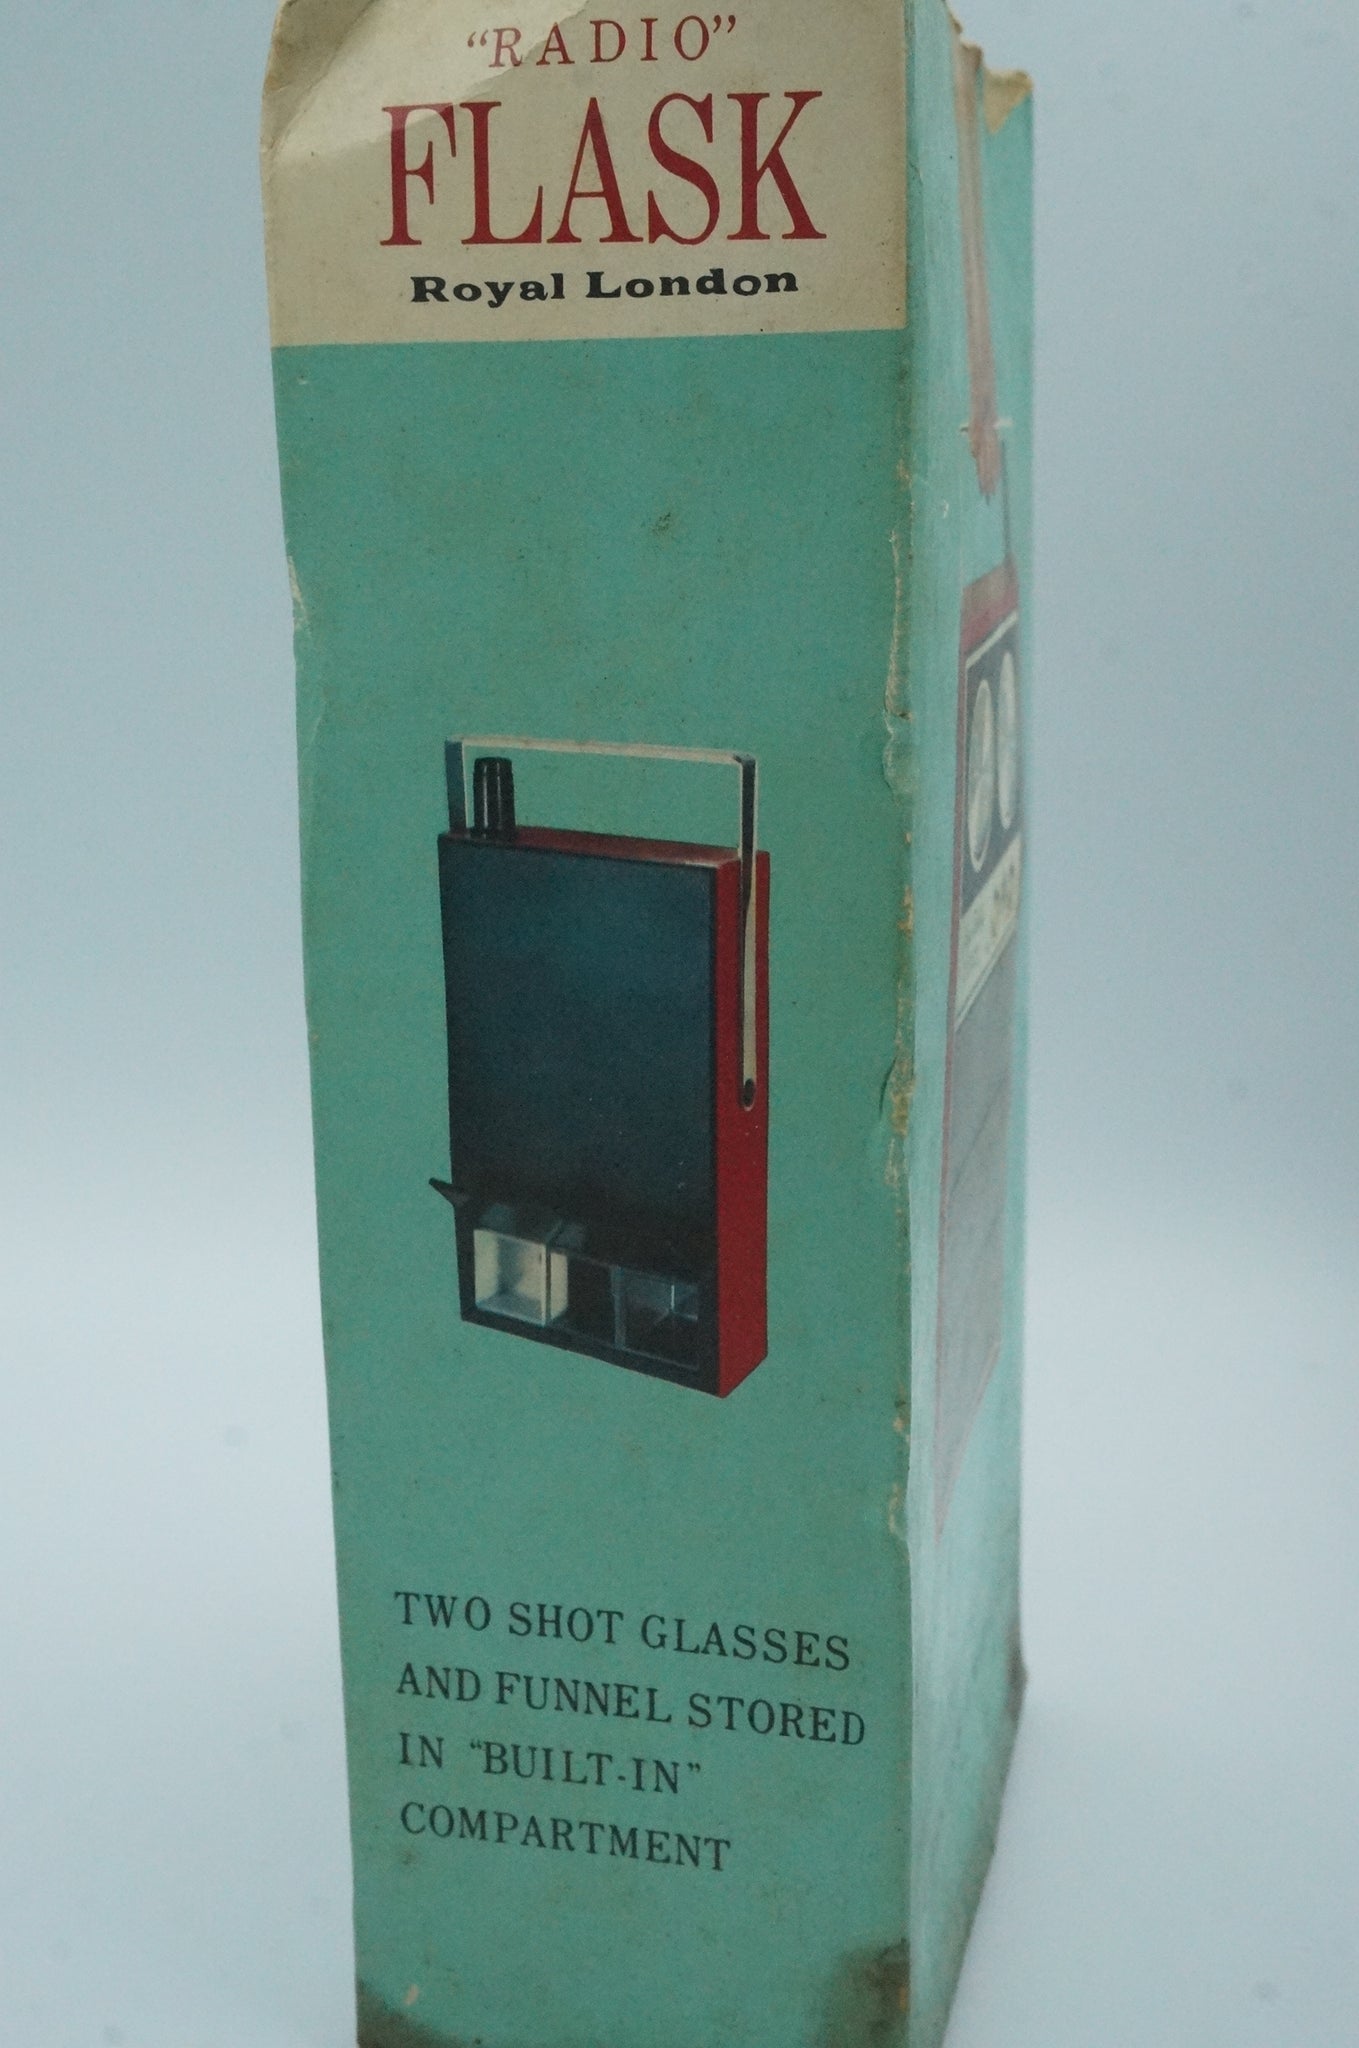 “RADIO”
FLASK
Royal London
TWO SHOT GLASSES
AND FUNNEL STORED
IN “BUILT-IN”
COMPARTMENT